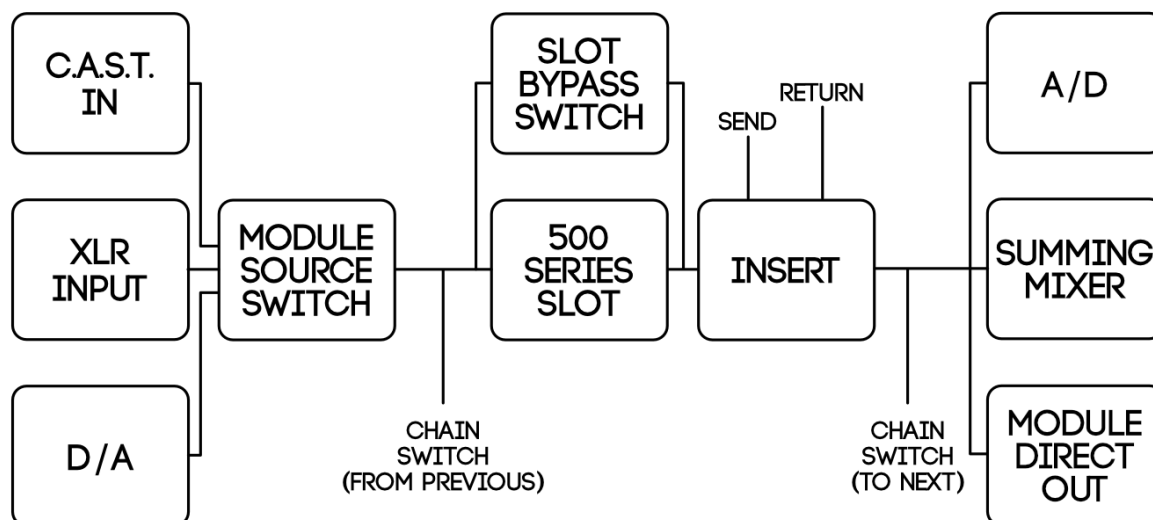 C.A.S.T.
IN
XLR
INPUT
D/A
MODULE
SOURCE
SWITCH
CHAIN
SWITCH
(FROM PREVIOUS)
SLOT
BYPASS
SWITCH
500
SERIES
SLOT
SEND
RETURN
INSERT
CHAIN
SWITCH
(TO NEXT)
A/D
SUMMING
MIXER
MODULE
DIRECT
OUT